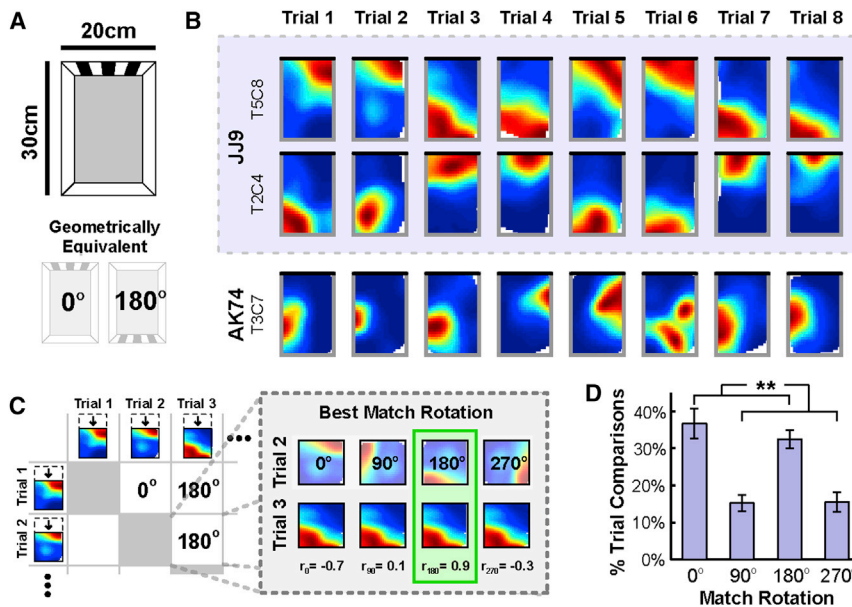 A
20cm
30cm
Geometrically
Equivalent
0°
180°
B
Trial 1 Trial 2 Trial 3 Trial 4 Trial 5 Trial 6 Trial 7 Trial 8
JJ9
T5C8
T2C4
AK74
T3C7
C
Trial 1 Trial 2 Trial 3
Trial 1
0° 180°
Trial 2
180°
Best Match Rotation
Trial 2
0° 90° 180° 270°
Trial 3
r0= -0.7 r90= 0.1 r180= 0.9 r270= -0.3
D
**
% Trial Comparisons
40%
30%
20%
10%
0%
0° 90° 180° 270°
Match Rotation